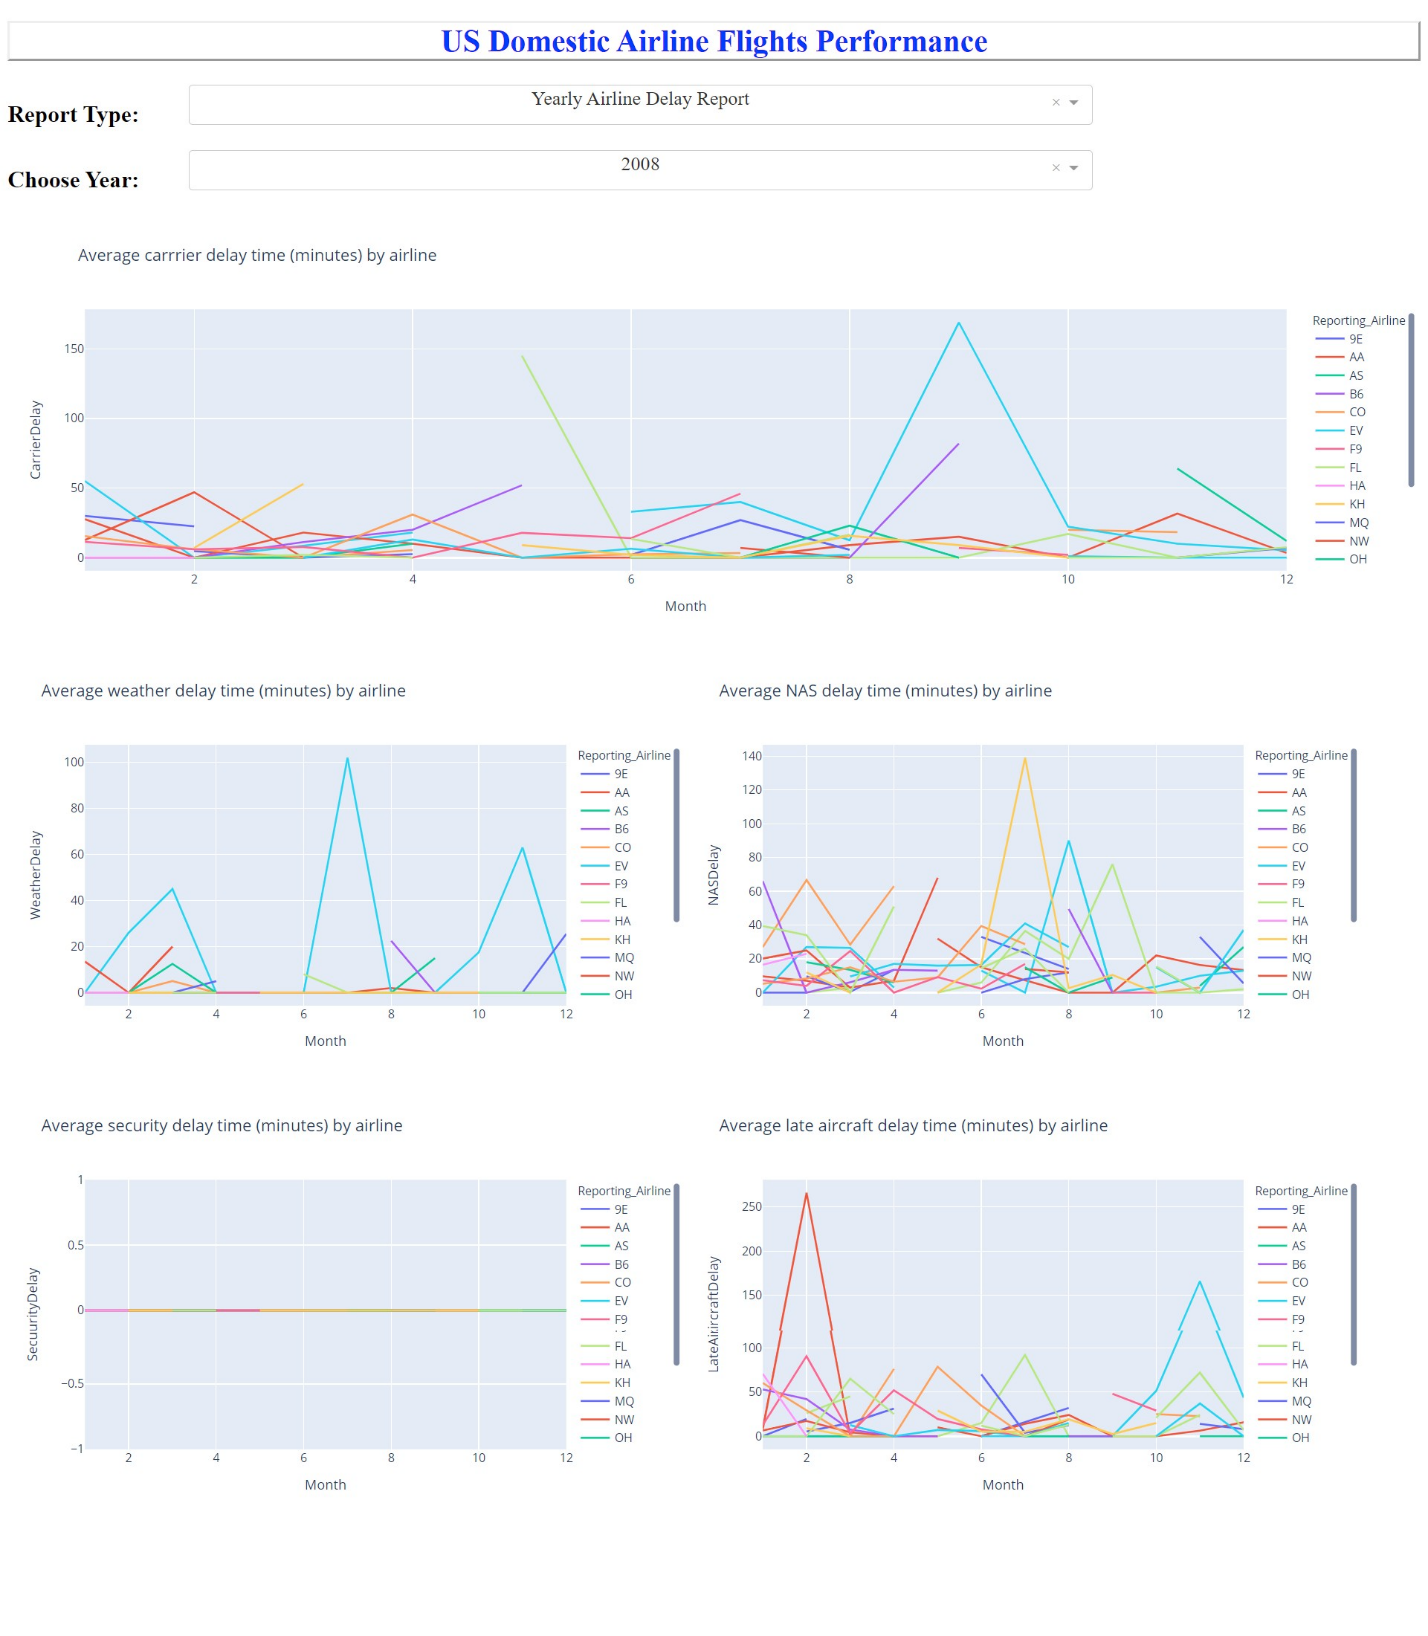 US Domestic Airline Flights Performance
Report Type:
Yearly Airline Delay Report
×
Choose Year:
2008
×
Average carrrier delay time (minutes) by airline
CarrierDelay
150
100
50
0
2 4 6 8 10 12
Month
Reporting_Airline
9E
AA
AS
B6
CO
EV
F9
FL
HA
KH
MQ
NW
OH
Average weather delay time (minutes) by airline
WeatherDelay
100
80
60
40
20
0
2 4 6 8 10 12
Month
Reporting_Airline
9E
AA
AS
B6
CO
EV
F9
FL
HA
KH
MQ
NW
OH
Average NAS delay time (minutes) by airline
NASDelay
140
120
100
80
60
40
20
0
2 4 6 8 10 12
Month
Reporting_Airline
9E
AA
AS
B6
CO
EV
F9
FL
HA
KH
MQ
NW
OH
Average security delay time (minutes) by airline
SecuurityDelay
1
0.5
0
−0.5
−1
2 4 6 8 10 12
Month
Reporting_Airline
9E
AA
AS
B6
CO
EV
F9
FL
HA
KH
MQ
NW
OH
Average late aircraft delay time (minutes) by airline
250
200
150
100
50
0
2 4 6 8 10 12
Month
Reporting_Airline
9E
AA
AS
B6
CO
EV
F9
FL
HA
KH
MQ
NW
OH